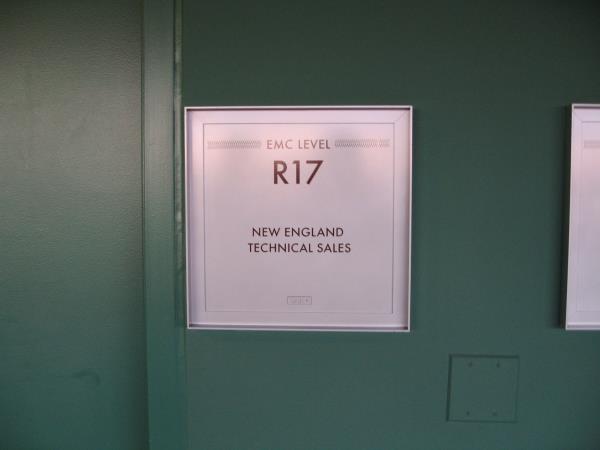 EMC LEVEL
R17
NEW ENGLAND
TECHNICAL SALES